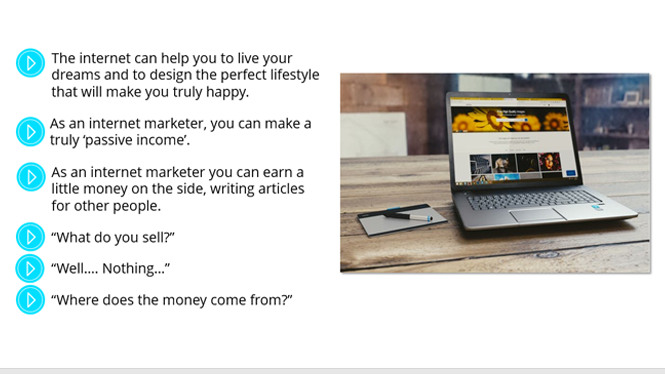 The internet can help you to live your
dreams and to design the perfect lifestyle
that will make you truly happy.
As an internet marketer, you can make a
truly ‘passive income’.
As an internet marketer you can earn a
little money on the side, writing articles
for other people.
“What do you sell?”
“Well.... Nothing...”
“Where does the money come from?”